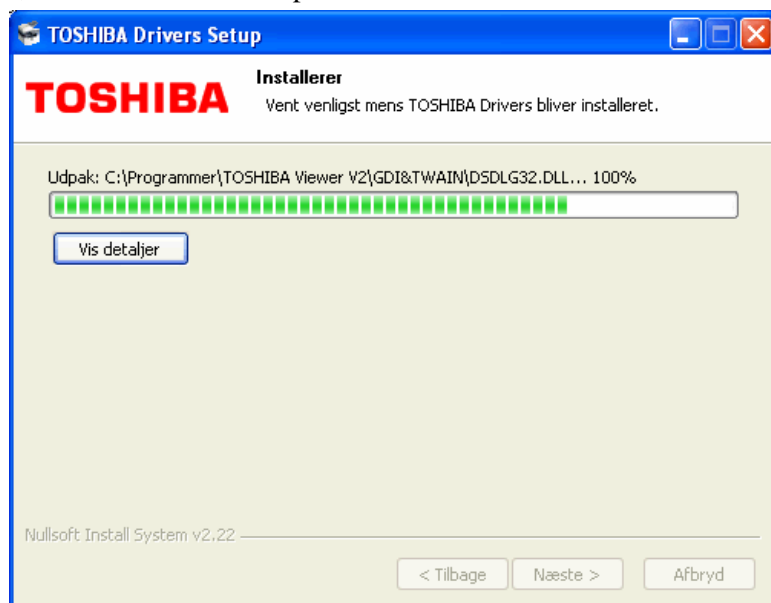 TOSHIBA Drivers Setup
TOSHIBA
Installerer
Vent venligst mens TOSHIBA Drivers bliver installeret.
Udpak: C:\Programmer\TOSHIBA Viewer V2\GDI&TWAIN\DSDLG32.DLL... 100%
Vis detaljer
Nullsoft Install System v2.22
< Tilbage
Næste >
Afbryd